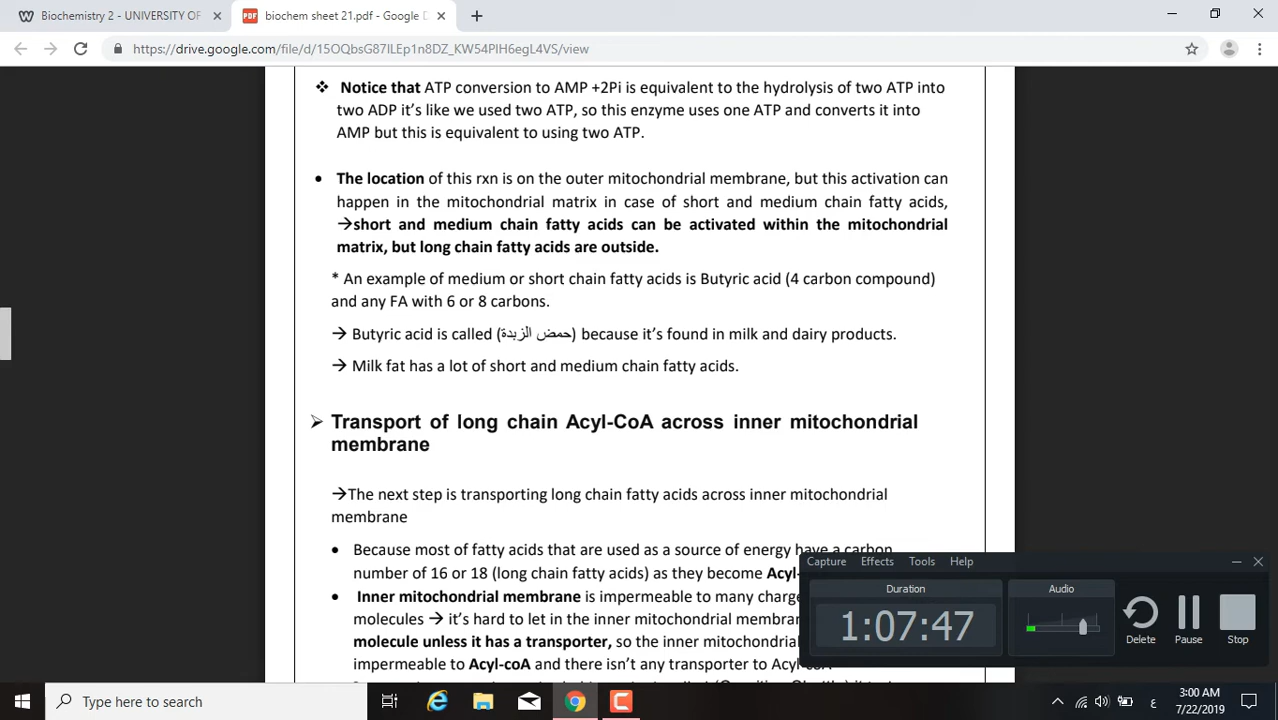 Biochemistry 2 - UNIVERSITY OF
biochem sheet 21.pdf - Google D
https://drive.google.com/file/d/15OQbsG87ILEp1n8DZ_KW54PlH6egL4VS/view
❖ Notice that ATP conversion to AMP +2Pi is equivalent to the hydrolysis of two ATP into
two ADP it's like we used two ATP, so this enzyme uses one ATP and converts it into
AMP but this is equivalent to using two ATP.
• The location of this rxn is on the outer mitochondrial membrane, but this activation can
happen in the mitochondrial matrix in case of short and medium chain fatty acids,
→short and medium chain fatty acids can be activated within the mitochondrial
matrix, but long chain fatty acids are outside.
* An example of medium or short chain fatty acids is Butyric acid (4 carbon compound)
and any FA with 6 or 8 carbons.
→ Butyric acid is called (حمض الزبدة) because it's found in milk and dairy products.
→ Milk fat has a lot of short and medium chain fatty acids.
➢ Transport of long chain Acyl-CoA across inner mitochondrial
membrane
→The next step is transporting long chain fatty acids across inner mitochondrial
membrane
• Because most of fatty acids that are used as a source of energy have a carbon
number of 16 or 18 (long chain fatty acids) as they become Acyl-
• Inner mitochondrial membrane is impermeable to many charge
molecules → it's hard to let in the inner mitochondrial membran
molecule unless it has a transporter, so the inner mitochondrial
impermeable to Acyl-coA and there isn't any transporter to Acyl-coA
Capture Effects Tools Help
Duration
Audio
1:07:47
Delete
Pause
Stop
Type here to search
ع
3:00 AM
7/22/2019